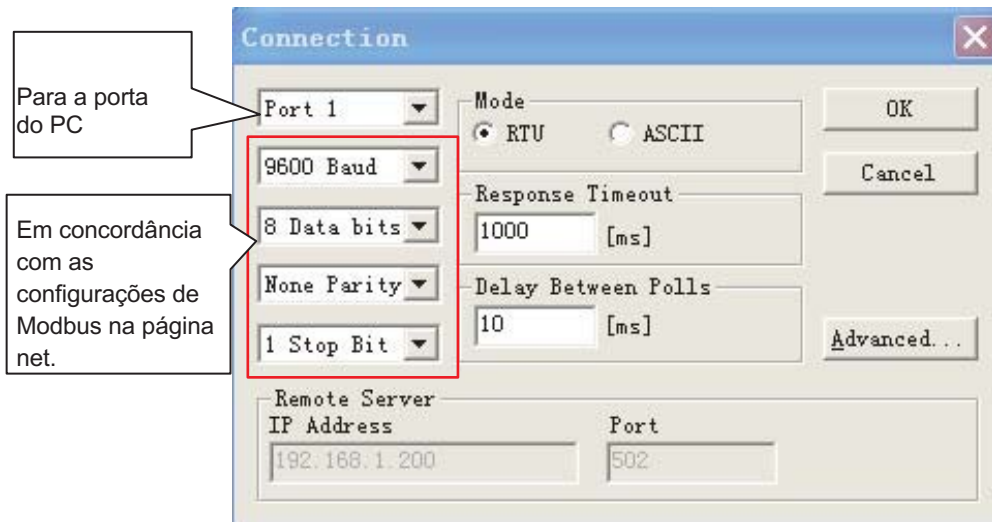 Connection
Para a porta
do PC
Port 1
Mode
RTU
ASCII
OK
9600 Baud
Cancel
Em concordância
com as
configurações de
Modbus na página
net.
8 Data bits
Response Timeout
1000
[ms]
None Parity
Delay Between Polls
10
[ms]
1 Stop Bit
Advanced...
Remote Server
IP Address
Port
192.168.1.200
502